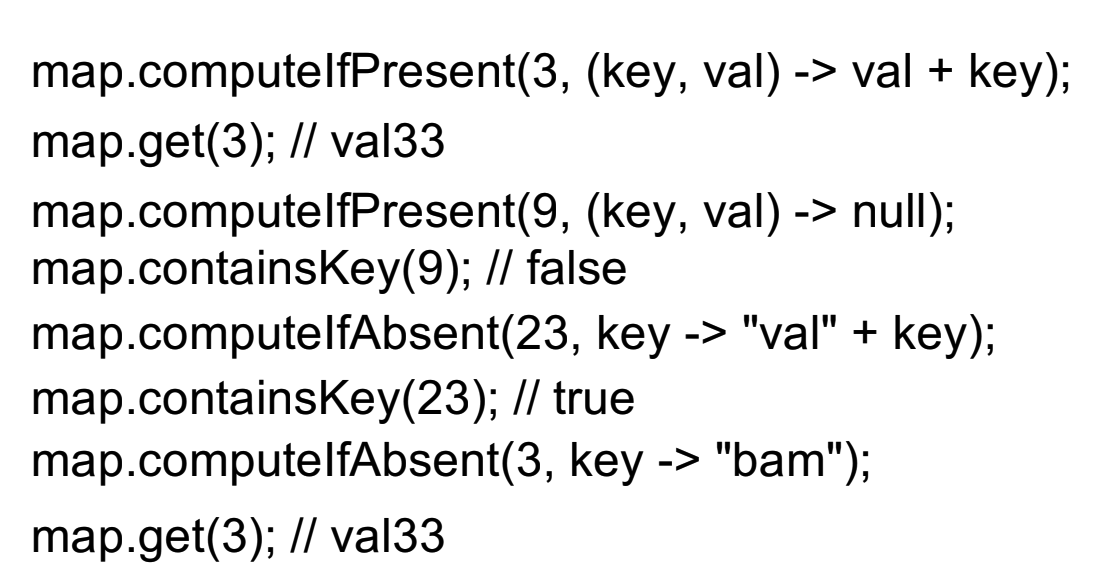 map.computeIfPresent(3, (key, val) -> val + key);
map.get(3); // val33
map.computeIfPresent(9, (key, val) -> null);
map.containsKey(9); // false
map.computeIfAbsent(23, key -> "val" + key);
map.containsKey(23); // true
map.computeIfAbsent(3, key -> "bam");
map.get(3); // val33